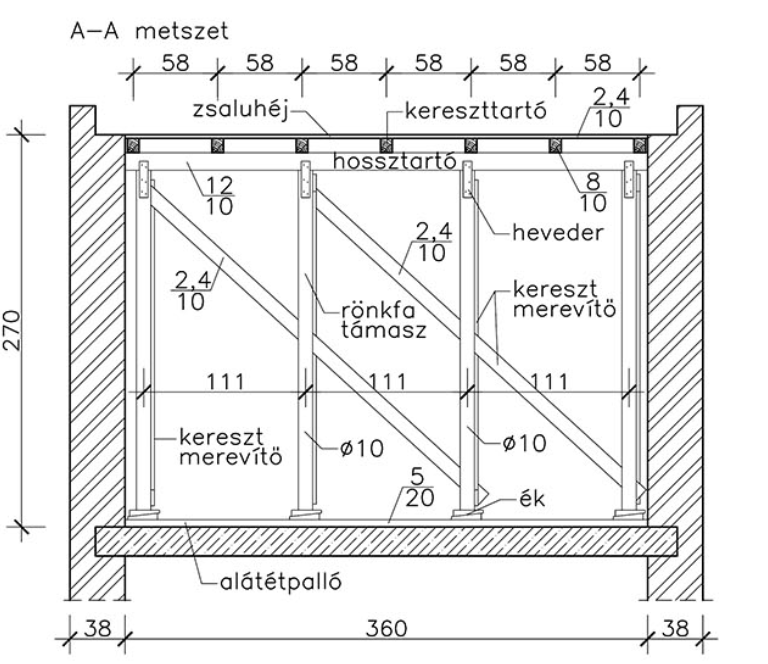 A–A metszet
58 58 58 58 58 58
zsaluhéj
kereszttartó
2,4
10
hossztartó
12
10
8
10
heveder
2,4
10
2,4
10
270
rönkfa
támasz
kereszt
merevítö
111 111 111
kereszt
merevítö
ø10
ø10
5
20
ék
alátétpalló
38 360 38